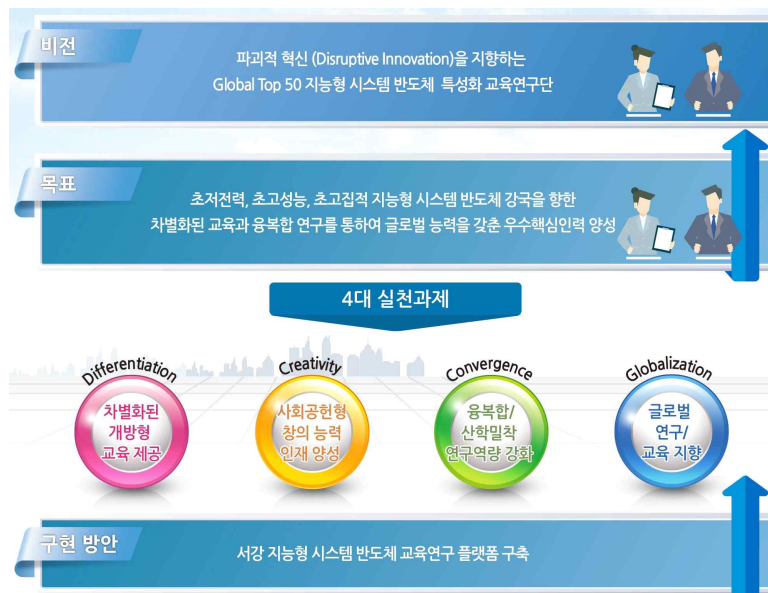 비전
파괴적 혁신 (Disruptive Innovation)을 지향하는
Global Top 50 지능형 시스템 반도체 특성화 교육연구단
목표
초저전력, 초고성능, 초고집적 지능형 시스템 반도체 강국을 향한
차별화된 교육과 융복합 연구를 통하여 글로벌 능력을 갖춘 우수핵심인력 양성
4대 실천과제
Differentiation
차별화된
개방형
교육 제공
Creativity
사회공헌형
창의 능력
인재 양성
Convergence
융복합/
산학밀착
연구역량 강화
Globalization
글로벌
연구/
교육 지향
구현 방안
서강 지능형 시스템 반도체 교육연구 플랫폼 구축